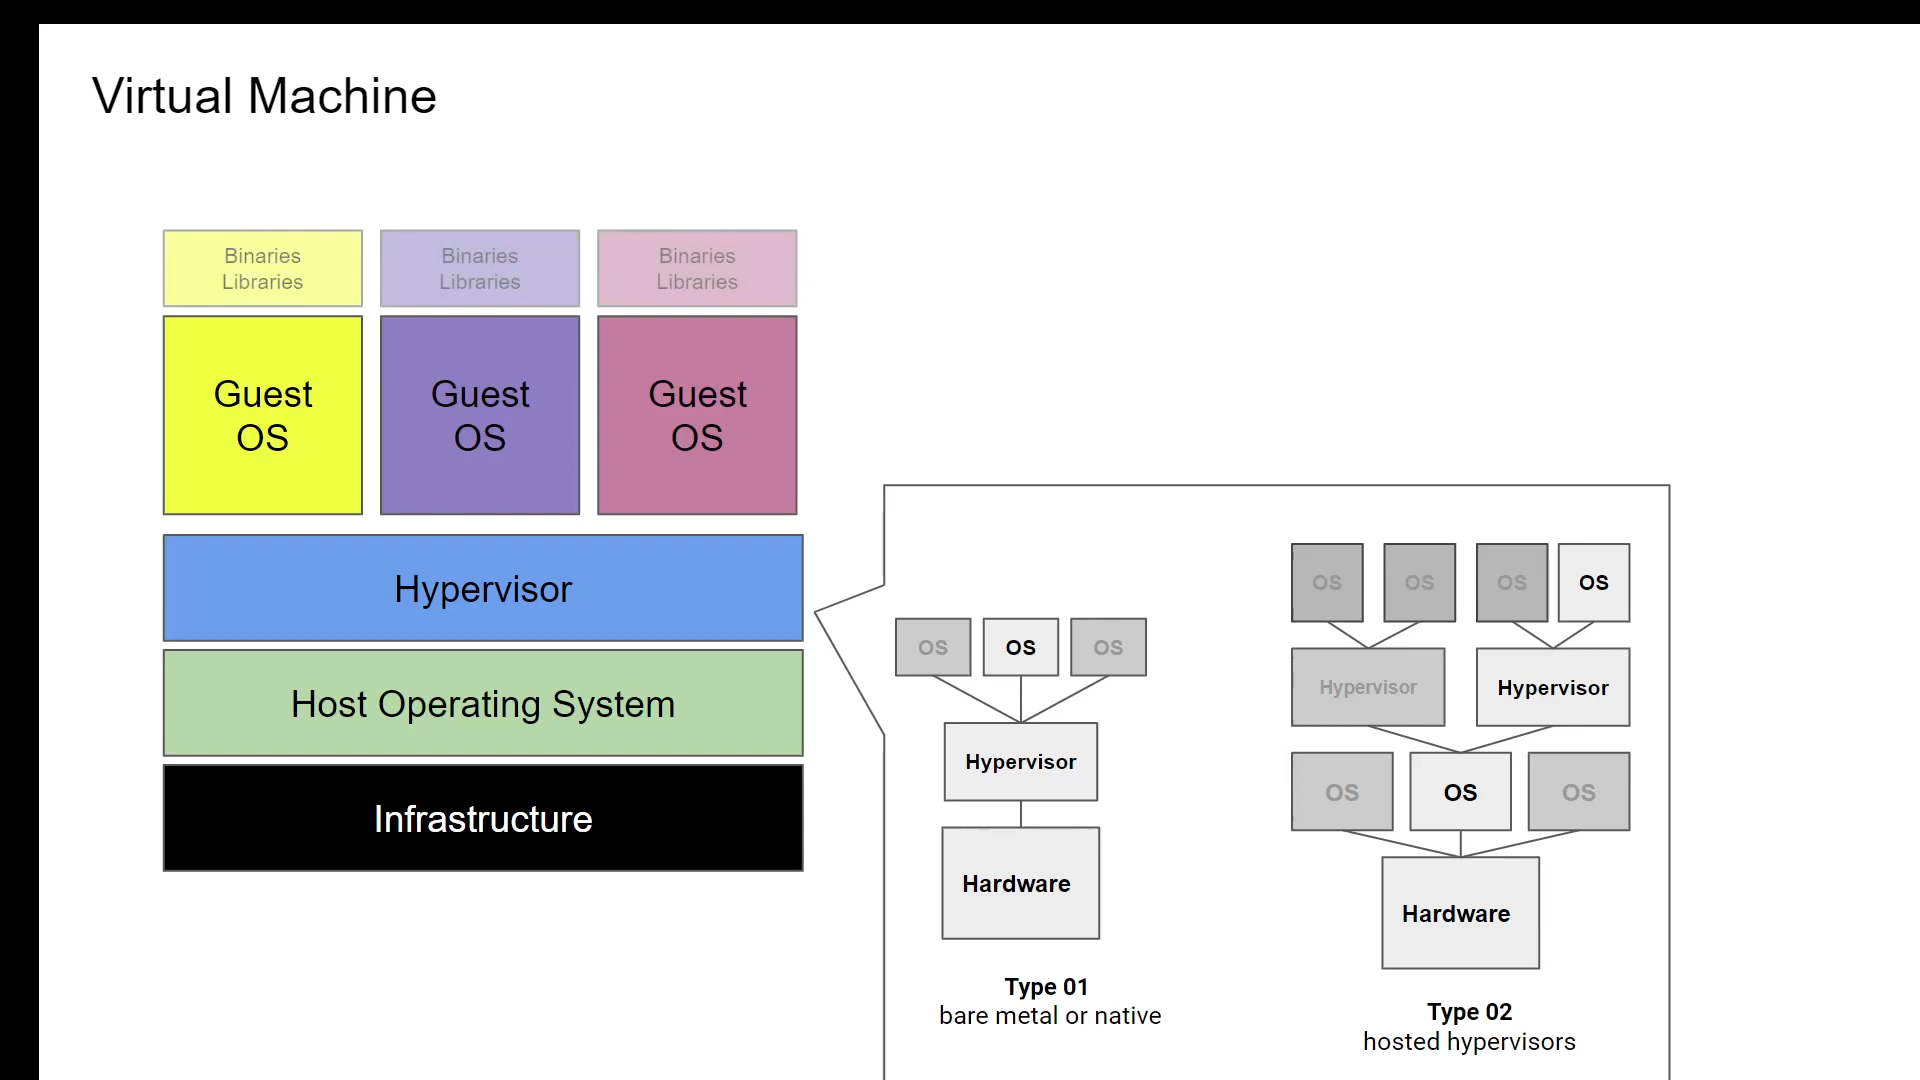 Virtual Machine
Binaries
Libraries
Binaries
Libraries
Binaries
Libraries
Guest
OS
Guest
OS
Guest
OS
Hypervisor
Host Operating System
Infrastructure
OS
OS
OS
Hypervisor
Hardware
Type 01
bare metal or native
OS
OS
OS
OS
Hypervisor
Hypervisor
OS
OS
OS
Hardware
Type 02
hosted hypervisors